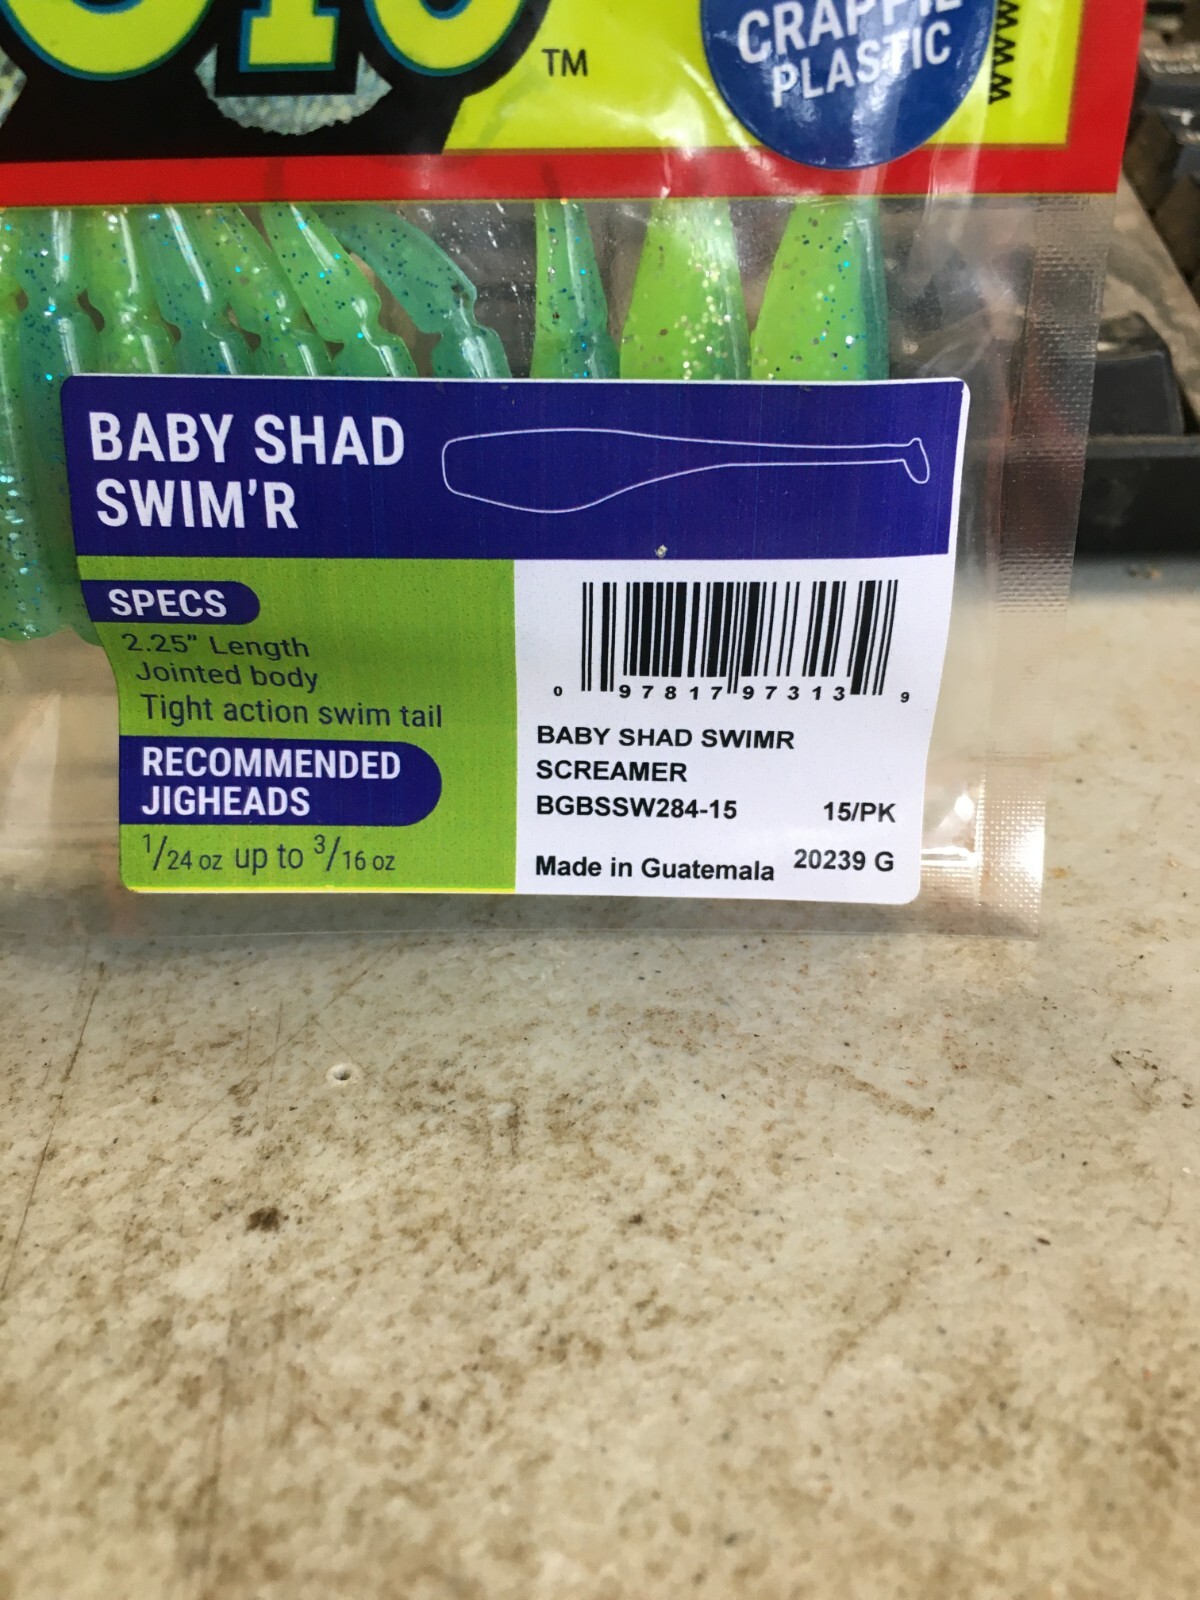 TM
PLASTIC
BABY SHAD
SWIM'R
SPECS
2.25" Length
Jointed body
Tight action swim tail
RECOMMENDED
JIGHEADS
1/24 oz up to 3/16 oz
0 97817 97313 9
BABY SHAD SWIMR
SCREAMER
BGBSSW284-15 15/PK
Made in Guatemala 20239 G